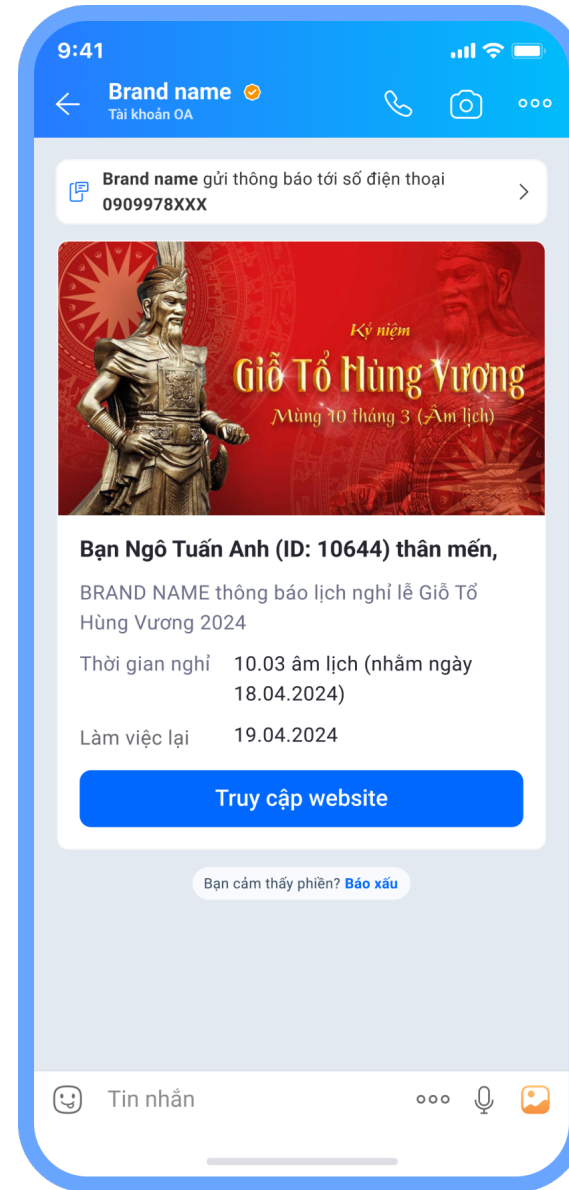 9:41
Brand name
Tài khoản OA
Brand name gửi thông báo tới số điện thoại
0909978XXX
Kỷ niệm
Giỗ Tổ Hùng Vương
Mùng 10 tháng 3 (Âm lịch)
Bạn Ngô Tuấn Anh (ID: 10644) thân mến,
BRAND NAME thông báo lịch nghỉ lễ Giỗ Tổ
Hùng Vương 2024
Thời gian nghỉ 10.03 âm lịch (nhằm ngày
18.04.2024)
Làm việc lại 19.04.2024
Truy cập website
Bạn cảm thấy phiền? Báo xấu
Tin nhắn